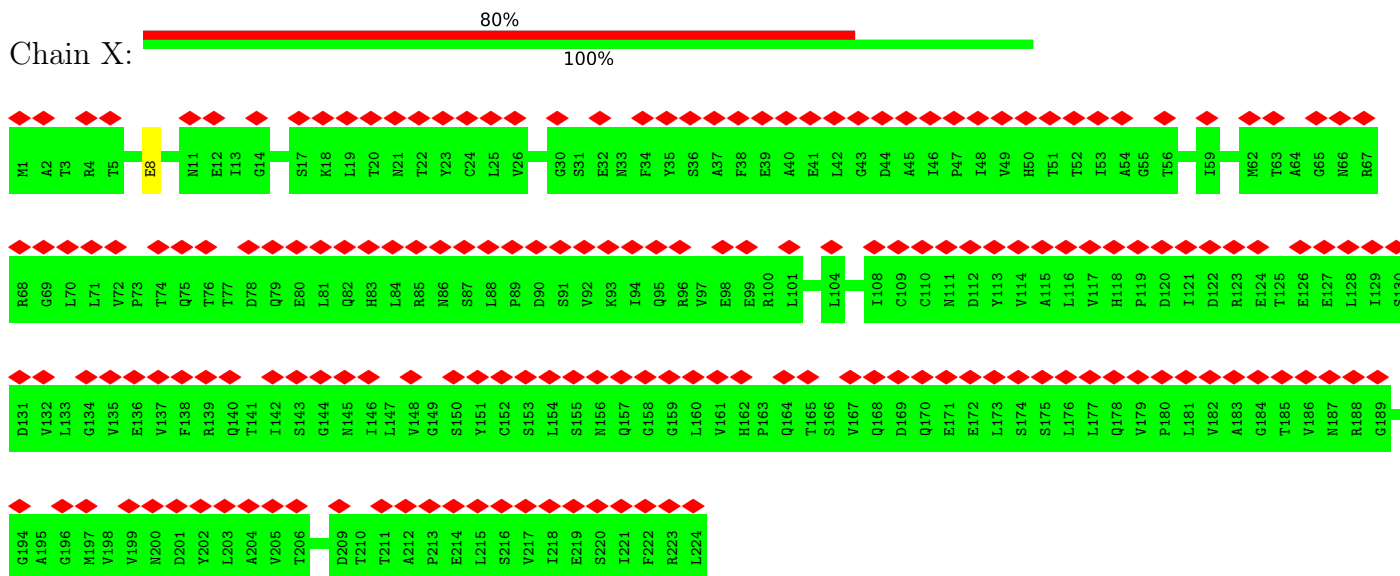 80%
Chain X:
100%
M1 A2 T3 R4 T5 E8 N11 E12 I13 G14 S17 K18 L19 T20 N21 T22 Y23 C24 L25 V26 G30 S31 E32 N33 F34 Y35 S36 A37 F38 E39 A40 E41 L42 G43 D44 A45 I46 P47 I48 V49 H50 T51 T52 I53 A54 G55 T56 I59 M62 T63 A64 G65 N66 R67
R68 G69 L70 L71 V72 P73 T74 Q75 T76 T77 D78 Q79 E80 L81 Q82 H83 L84 R85 N86 S87 L88 P89 D90 S91 V92 K93 I94 Q95 R96 V97 E98 E99 R100 L101 L104 I108 C109 C110 N111 D112 Y113 V114 A115 L116 V117 H118 P119 D120 I121 D122 R123 E124 T125 E126 E127 L128 I129
D131 V132 L133 G134 V135 E136 V137 F138 R139 Q140 T141 I142 S143 G144 N145 I146 L147 V148 G149 S150 Y151 C152 S153 L154 S155 N156 Q157 G158 G159 L160 V161 H162 P163 Q164 T165 S166 V167 Q168 D169 Q170 E171 E172 L173 S174 S175 L176 L177 Q178 V179 P180 L181 V182 A183 G184 T185 V186 N187 R188 G189
G194 A195 G196 M197 V198 V199 N200 D201 Y202 L203 A204 V205 T206 D209 T210 T211 A212 P213 E214 L215 S216 V217 I218 E219 S220 I221 F222 R223 L224